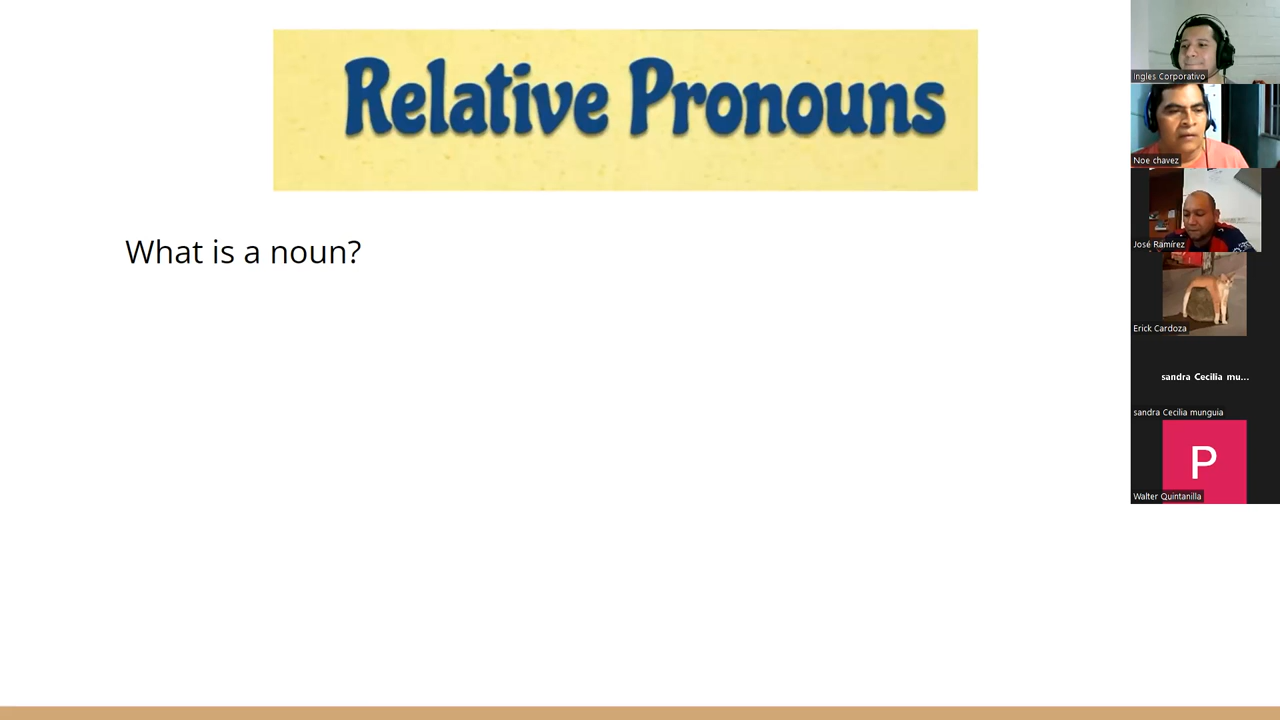 Relative Pronouns
What is a noun?
Ingles Corporativo
Noe chavez
José Ramírez
Erick Cardoza
sandra Cecilia mu...
sandra Cecilia munguia
P
Walter Quintanilla